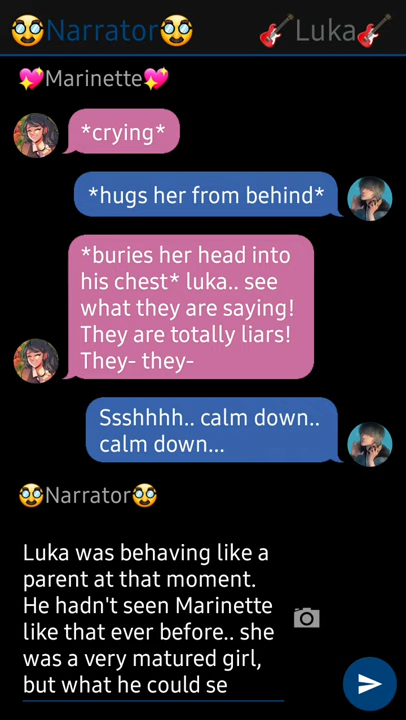 🥸Narrator🥸 🎸Luka🎸
💖Marinette💖
*crying*
*hugs her from behind*
*buries her head into
his chest* luka.. see
what they are saying!
They are totally liars!
They- they-
Ssshhhh.. calm down..
calm down...
🥸Narrator🥸
Luka was behaving like a
parent at that moment.
He hadn't seen Marinette
like that ever before.. she
was a very matured girl,
but what he could se